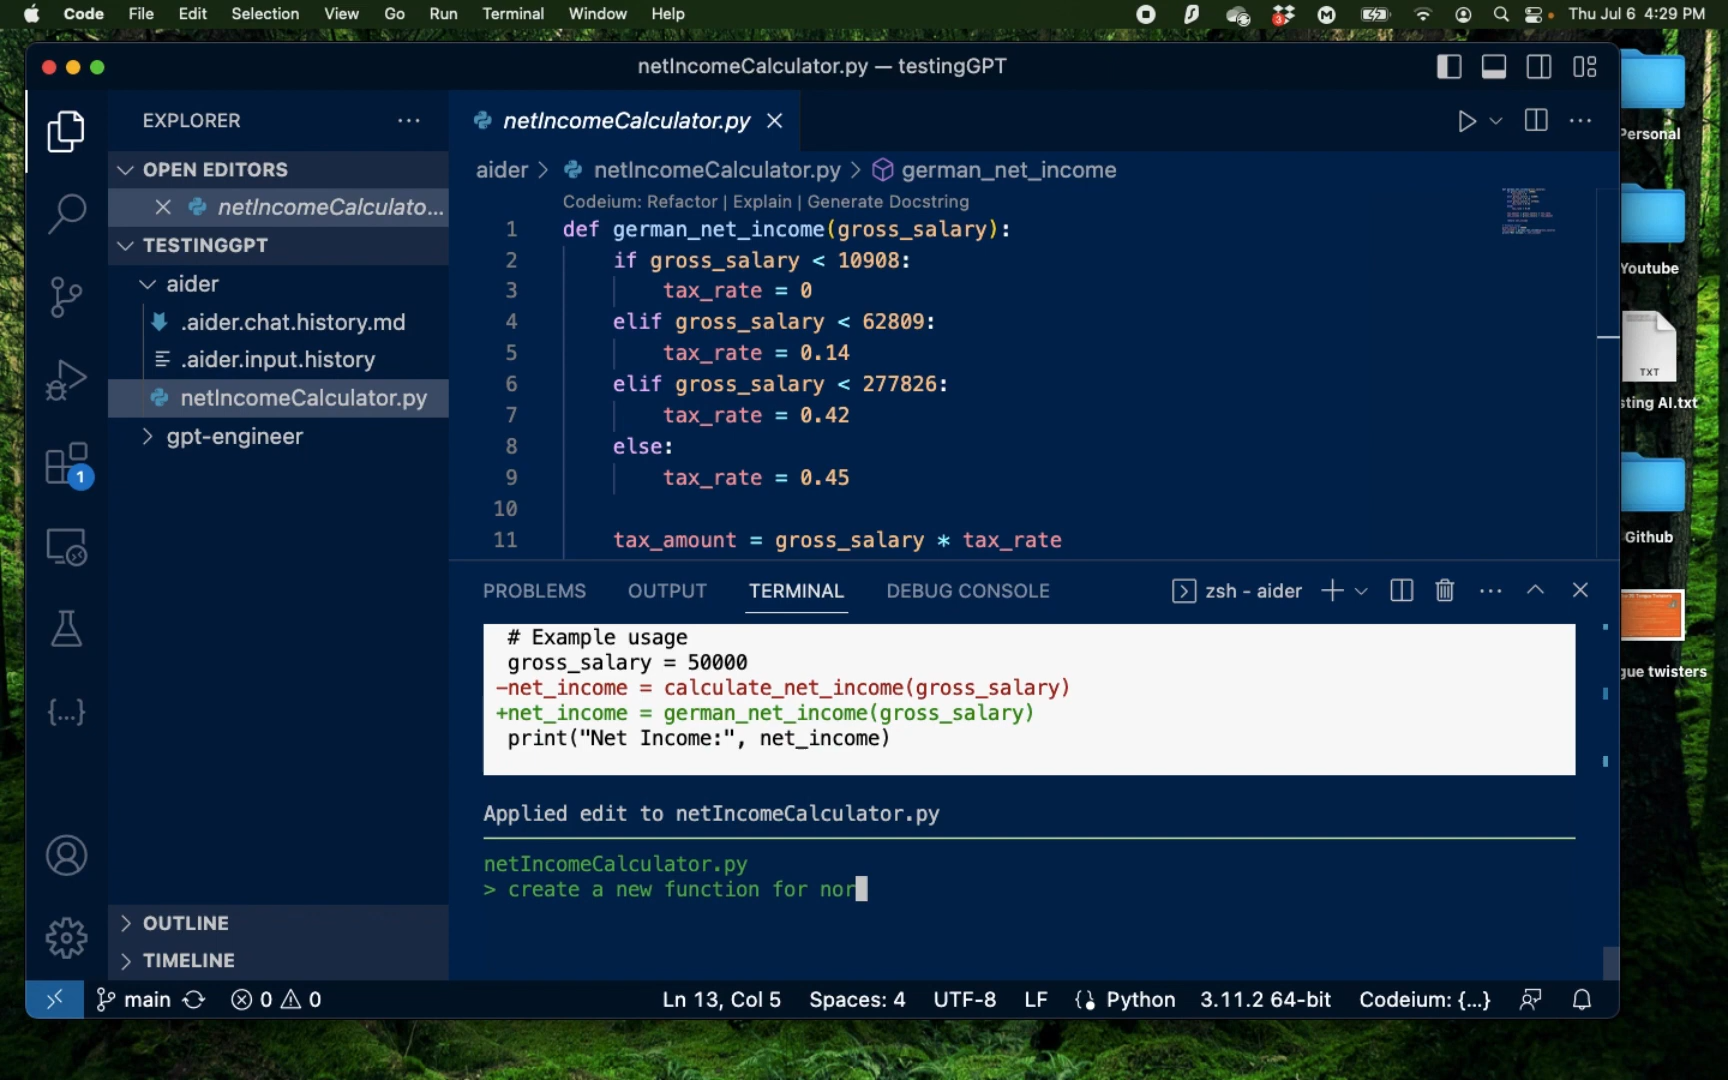 Code File Edit Selection View Go Run Terminal Window Help
3
Thu Jul 6 4:29 PM
netIncomeCalculator.py — testingGPT
Personal
EXPLORER
netIncomeCalculator.py
OPEN EDITORS
aider > netIncomeCalculator.py > german_net_income
netIncomeCalculato...
Codeium: Refactor | Explain | Generate Docstring
TESTINGGPT
1 def german_net_income(gross_salary):
2 if gross_salary < 10908:
Youtube
aider
3 tax_rate = 0
.aider.chat.history.md
4 elif gross_salary < 62809:
.aider.input.history
5 tax_rate = 0.14
TXT
netIncomeCalculator.py
6 elif gross_salary < 277826:
sting AI.txt
7 tax_rate = 0.42
gpt-engineer
8 else:
1
9 tax_rate = 0.45
10
11 tax_amount = gross_salary * tax_rate
Github
PROBLEMS OUTPUT TERMINAL DEBUG CONSOLE
zsh - aider
# Example usage
gross_salary = 50000
-net_income = calculate_net_income(gross_salary)
+net_income = german_net_income(gross_salary)
print("Net Income:", net_income)
gue twisters
Applied edit to netIncomeCalculator.py
netIncomeCalculator.py
> create a new function for nor
OUTLINE
TIMELINE
main 0 0
Ln 13, Col 5 Spaces: 4 UTF-8 LF Python 3.11.2 64-bit Codeium: {...}